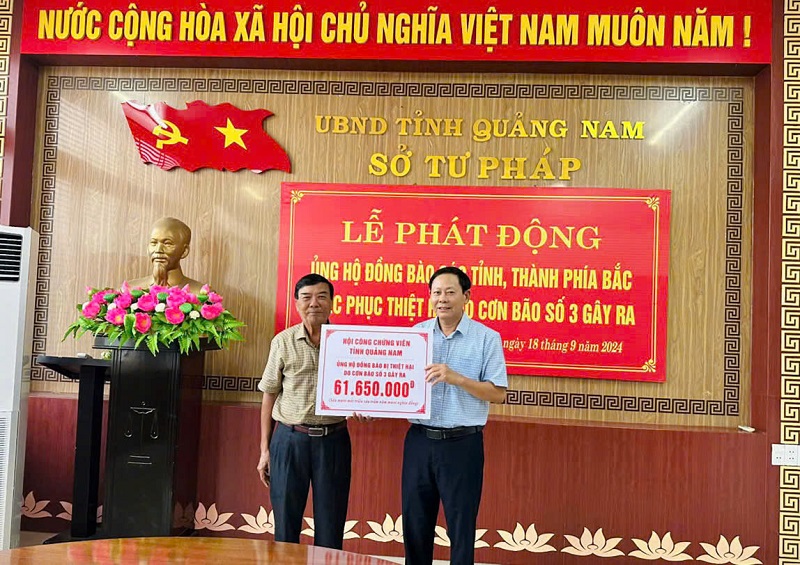 NƯỚC CỘNG HÒA XÃ HỘI CHỦ NGHĨA VIỆT NAM MUÔN NĂM !
UBND TỈNH QUẢNG NAM
SỞ TƯ PHÁP
LỄ PHÁT ĐỘNG
ỦNG HỘ ĐỒNG BÀO TỈNH, THÀNH PHÍA BẮC
PHỤC THIỆT CƠN BÃO SỐ 3 GÂY RA
ngày 18 tháng 9 năm 2024
HỘI CÔNG CHỨNG VIÊN
TỈNH QUẢNG NAM
ỦNG HỘ ĐỒNG BÀO BỊ THIỆT HẠI
DO CƠN BÃO SỐ 3 GÂY RA
61.650.000Đ